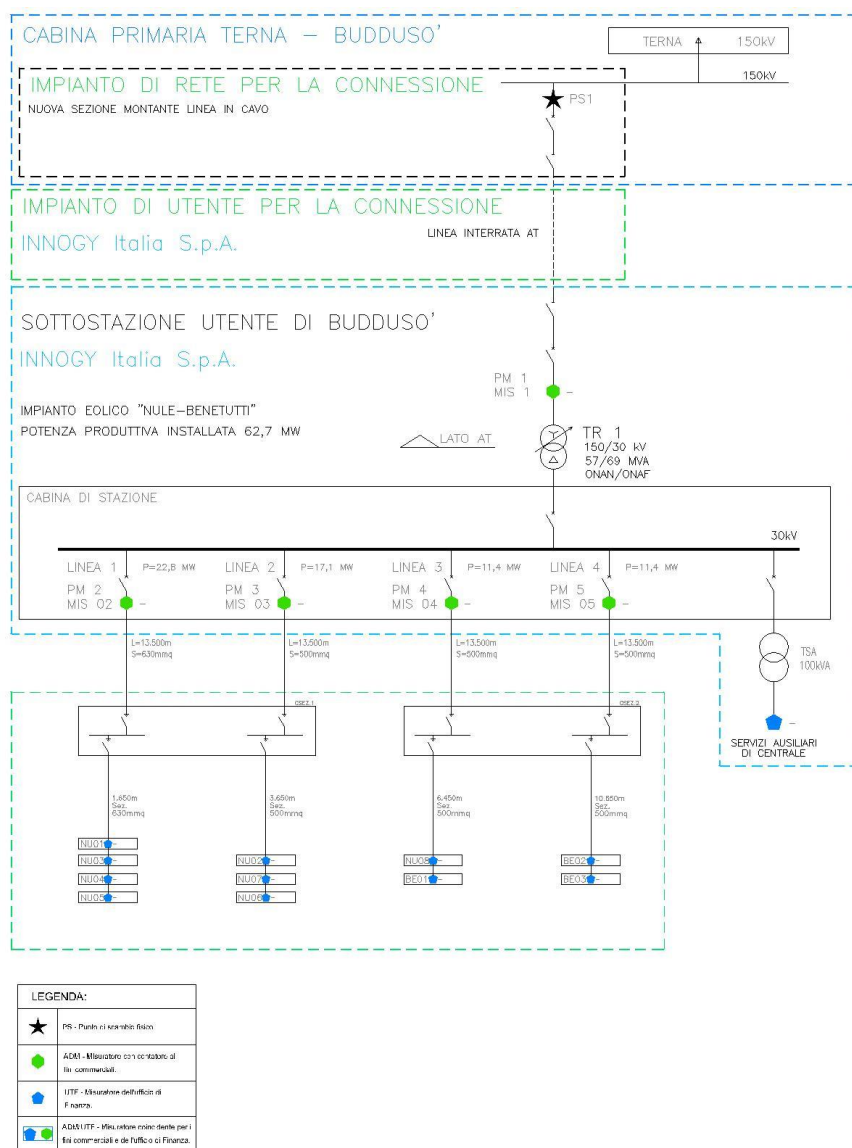 CABINA PRIMARIA TERNA – BUDDUSO'
TERNA 150kV
150kV
IMPIANTO DI RETE PER LA CONNESSIONE
NUOVA SEZIONE MONTANTE LINEA IN CAVO
PS1
IMPIANTO DI UTENTE PER LA CONNESSIONE
LINEA INTERRATA AT
INNOGY Italia S.p.A.
SOTTOSTAZIONE UTENTE DI BUDDUSO'
INNOGY Italia S.p.A.
PM 1
MIS 1 –
IMPIANTO EOLICO "NULE–BENETUTTI"
POTENZA PRODUTTIVA INSTALLATA 62,7 MW
LATO AT
TR 1
150/30 kV
57/69 MVA
ONAN/ONAF
CABINA DI STAZIONE
30kV
LINEA 1 P=22,8 MW
PM 2
MIS 02 –
LINEA 2 P=17,1 MW
PM 3
MIS 03 –
LINEA 3 P=11,4 MW
PM 4
MIS 04 –
LINEA 4 P=11,4 MW
PM 5
MIS 05 –
L=13.500m
S=630mmq
L=13.500m
S=500mmq
L=13.500m
S=500mmq
L=13.500m
S=500mmq
TSA
100kVA
–
SERVIZI AUSILIARI
DI CENTRALE
CSEZ.1
CSEZ.2
1.650m
Sez.
630mmq
3.650m
Sez.
500mmq
6.450m
Sez.
500mmq
Sez.
500mmq
NU01 –
NU03 –
NU04 –
NU05 –
NU02 –
NU07 –
NU06 –
NU08 –
BE01 –
BE02 –
BE03 –
LEGENDA:
PS - Punto di scambio fisico
ADM - Misuratore con contatore ai
fini commerciali.
UTF - Misuratore dell'ufficio di
Finanza.
ADM/UTF - Misuratore coincidente per i
fini commerciali e de l'ufficio di Finanza.